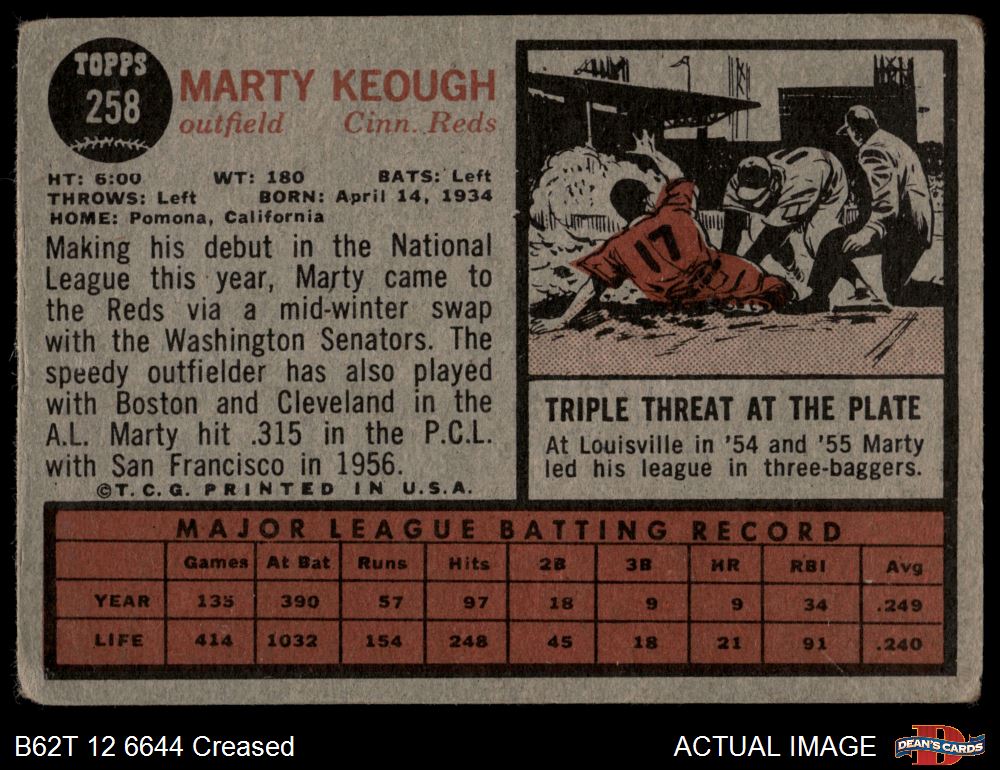 TOPPS
258
MARTY KEOUGH
outfield Cinn. Reds
HT: 6:00 WT: 180 BATS: Left
THROWS: Left BORN: April 14, 1934
HOME: Pomona, California
Making his debut in the National
League this year, Marty came to
the Reds via a mid-winter swap
with the Washington Senators. The
speedy outfielder has also played
with Boston and Cleveland in the
A.L. Marty hit .315 in the P.C.L.
with San Francisco in 1956.
©T. C. G. PRINTED IN U.S.A.
17
TRIPLE THREAT AT THE PLATE
At Louisville in '54 and '55 Marty
led his league in three-baggers.
MAJOR LEAGUE BATTING RECORD
Games At Bat Runs Hits 2B 3B HR RBI Avg
YEAR 135 390 57 97 18 9 9 34 .249
LIFE 414 1032 154 248 45 18 21 91 .240
B62T 12 6644 Creased ACTUAL IMAGE
DEAN'S CARDS